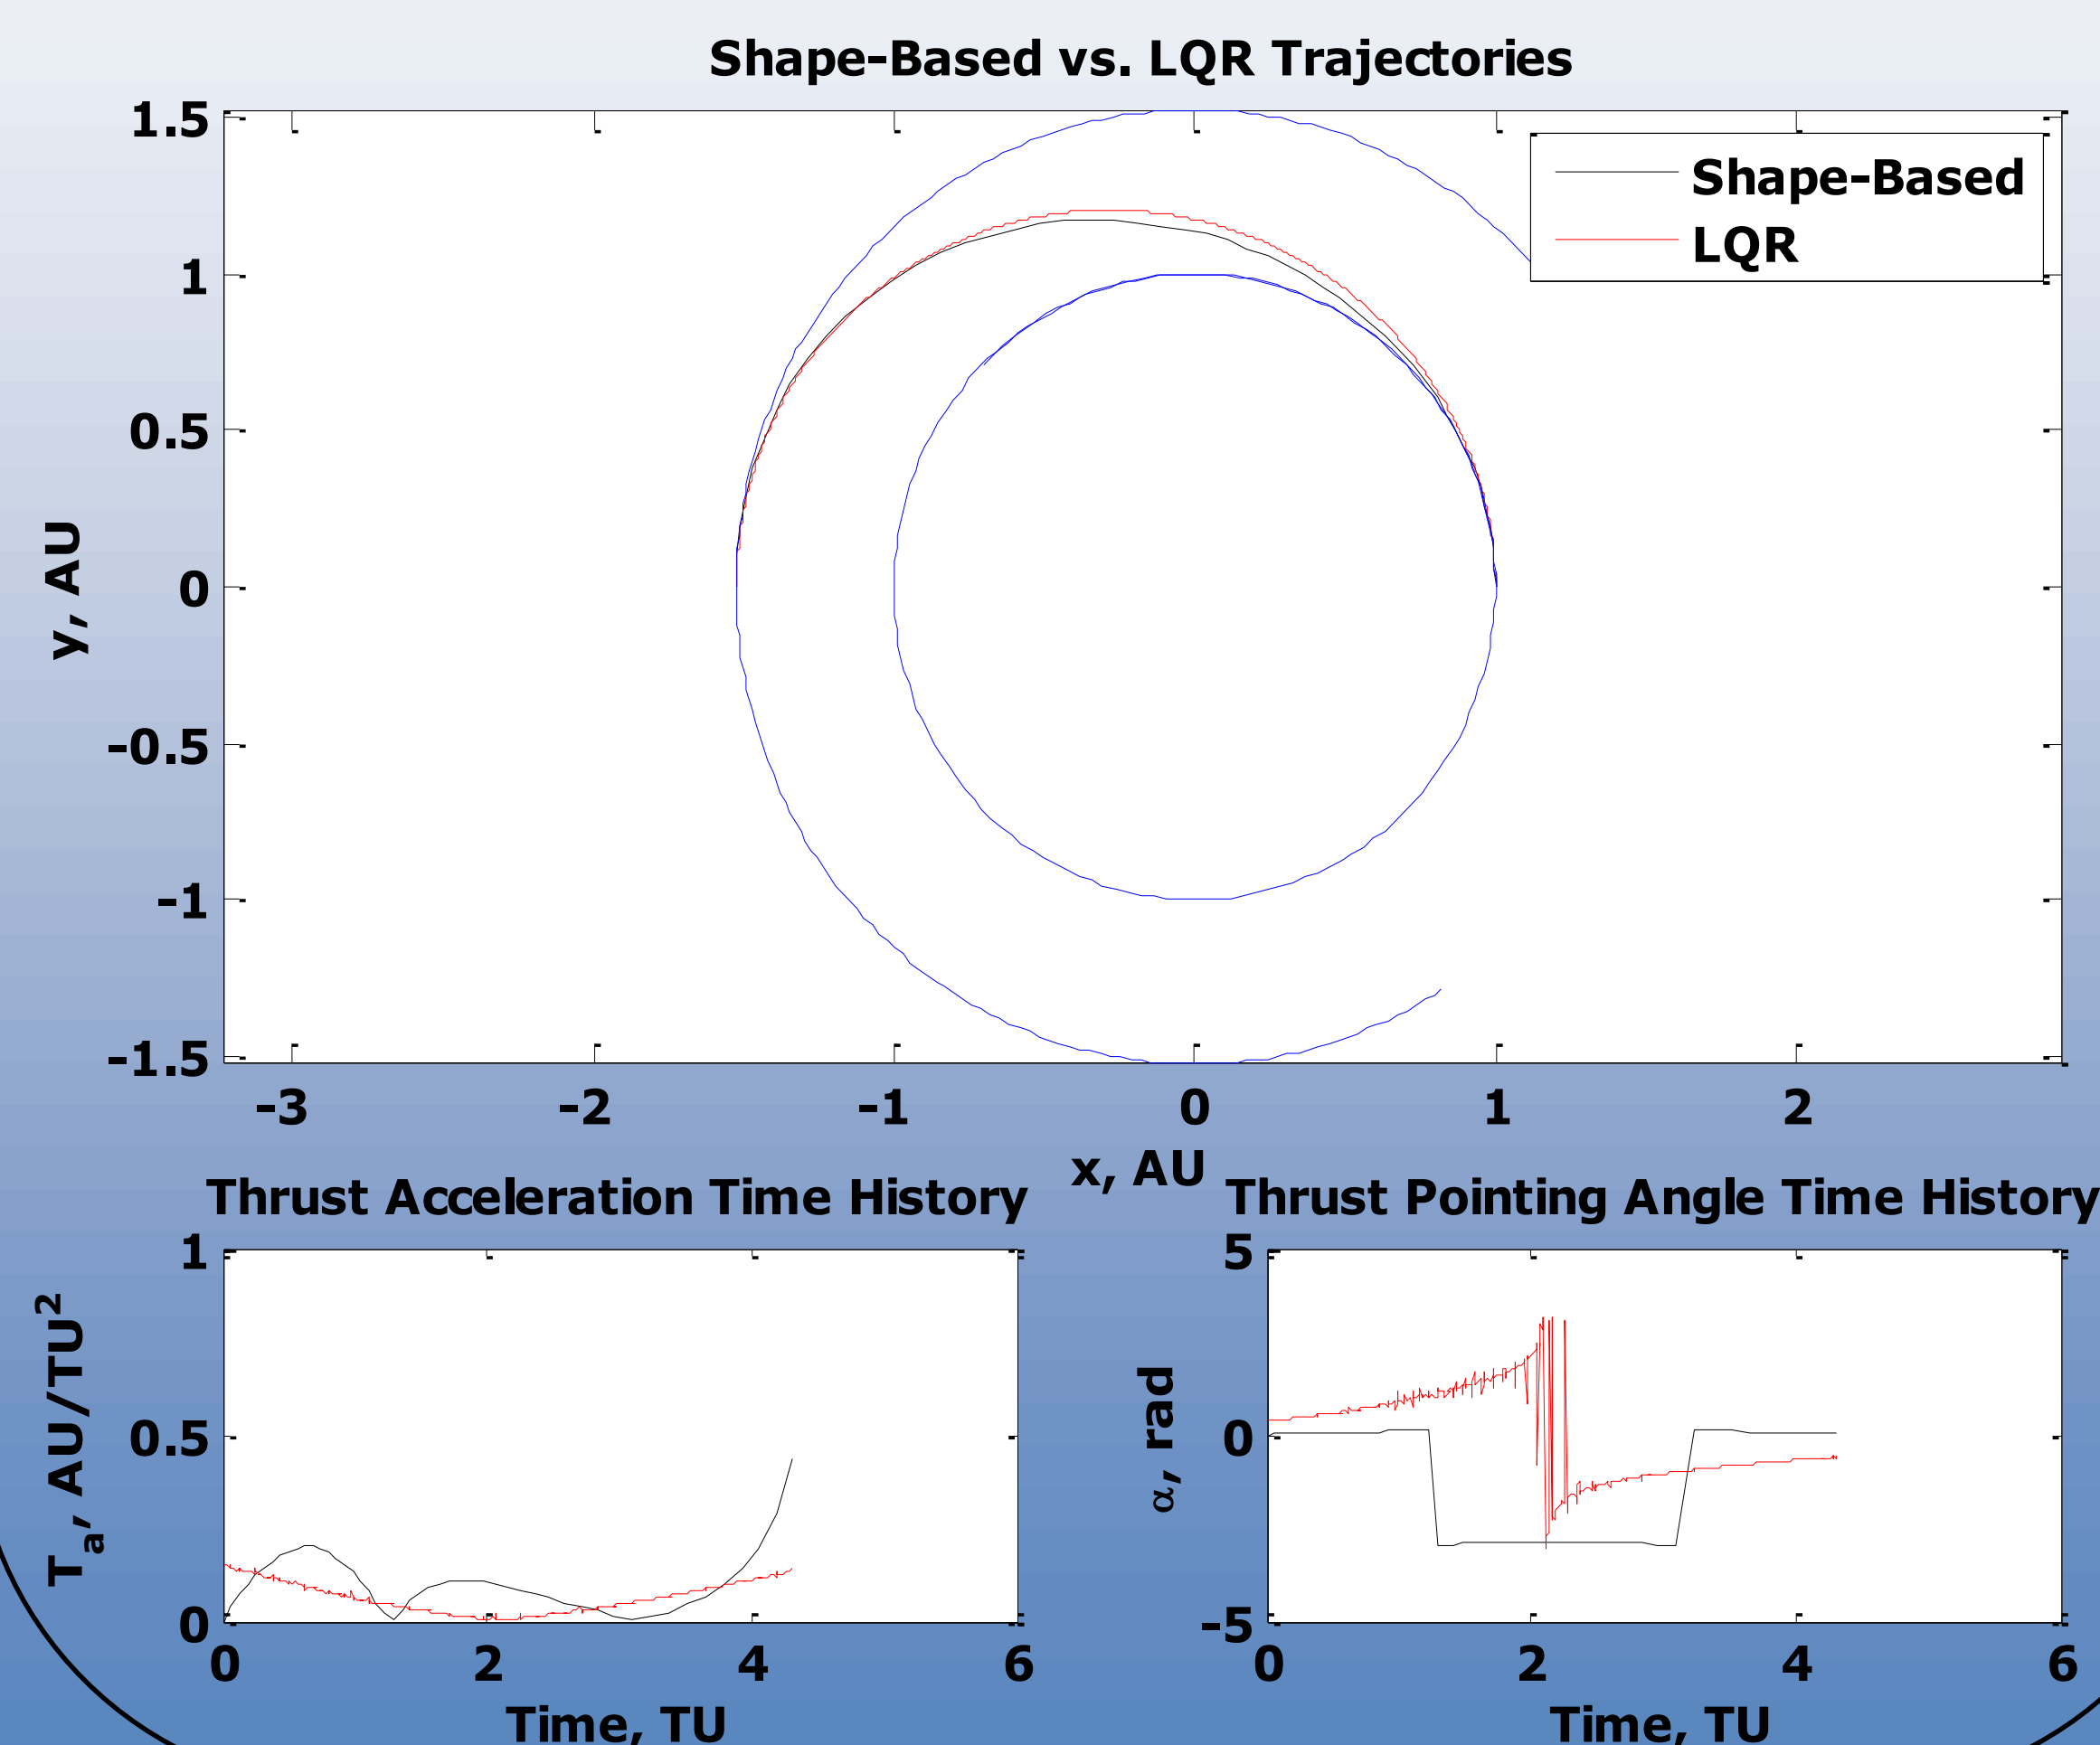 Shape-Based vs. LQR Trajectories
1.5
1
0.5
0
-0.5
-1
-1.5
y, AU
Shape-Based
LQR
-3 -2 -1 0 1 2
x, AU
Thrust Acceleration Time History
1
0.5
0
Ta, AU/TU2
0 2 4 6
Time, TU
Thrust Pointing Angle Time History
5
0
-5
α, rad
0 2 4 6
Time, TU